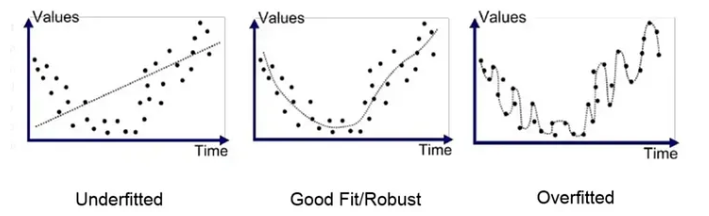 Values
Time
Underfitted
Values
Time
Good Fit/Robust
Values
Time
Overfitted